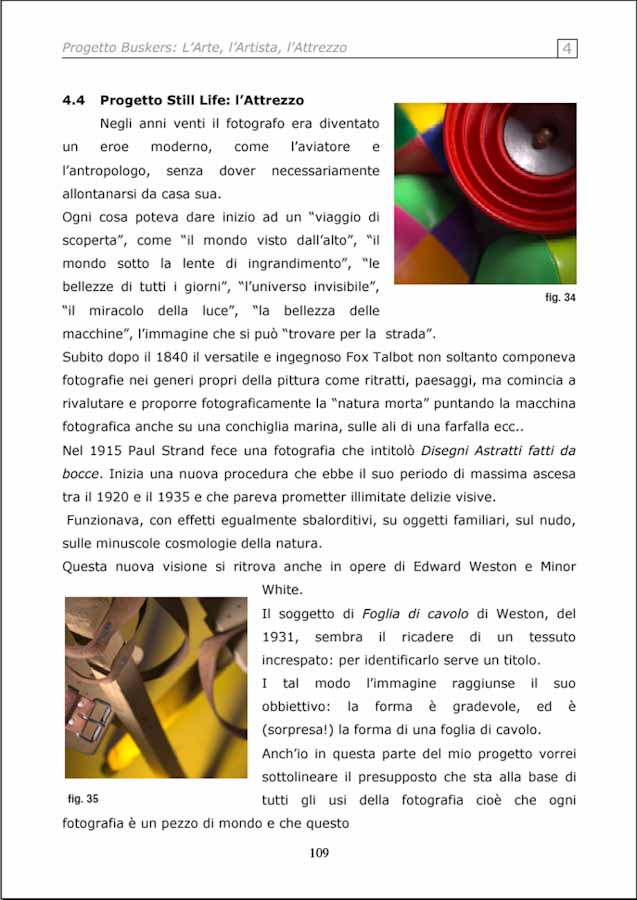 Progetto Buskers: L'Arte, l'Artista, l'Attrezzo
4
4.4 Progetto Still Life: l'Attrezzo
Negli anni venti il fotografo era diventato
un eroe moderno, come l'aviatore e
l'antropologo, senza dover necessariamente
allontanarsi da casa sua.
Ogni cosa poteva dare inizio ad un “viaggio di
scoperta”, come “il mondo visto dall'alto”, “il
mondo sotto la lente di ingrandimento”, “le
bellezze di tutti i giorni”, “l'universo invisibile”,
“il miracolo della luce”, “la bellezza delle
macchine”, l'immagine che si può “trovare per la strada”.
fig. 34
Subito dopo il 1840 il versatile e ingegnoso Fox Talbot non soltanto componeva
fotografie nei generi propri della pittura come ritratti, paesaggi, ma comincia a
rivalutare e proporre fotograficamente la “natura morta” puntando la macchina
fotografica anche su una conchiglia marina, sulle ali di una farfalla ecc..
Nel 1915 Paul Strand fece una fotografia che intitolò Disegni Astratti fatti da
bocce. Inizia una nuova procedura che ebbe il suo periodo di massima ascesa
tra il 1920 e il 1935 e che pareva prometter illimitate delizie visive.
Funzionava, con effetti egualmente sbalorditivi, su oggetti familiari, sul nudo,
sulle minuscole cosmologie della natura.
Questa nuova visione si ritrova anche in opere di Edward Weston e Minor
White.
Il soggetto di Foglia di cavolo di Weston, del
1931, sembra il ricadere di un tessuto
increspato: per identificarlo serve un titolo.
I tal modo l'immagine raggiunse il suo
obbiettivo: la forma è gradevole, ed è
(sorpresa!) la forma di una foglia di cavolo.
Anch'io in questa parte del mio progetto vorrei
sottolineare il presupposto che sta alla base di
tutti gli usi della fotografia cioè che ogni
fotografia è un pezzo di mondo e che questo
fig. 35
109